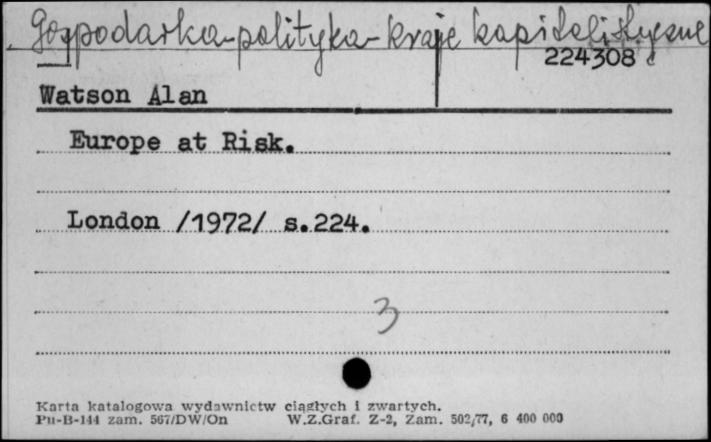 Gospodarka-polityka-kraje kapitalistyczne
224308
Watson Alan
Europe at Risk.
London /1972/ s.224.
3
Karta katalogowa wydawnictw ciągłych i zwartych.
Pu-B-144 zam. 567/DW/On W.Z.Graf. Z-2, Zam. 502/77, 6 400 000